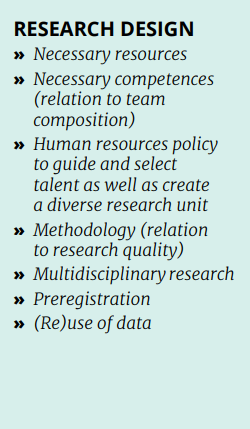 RESEARCH DESIGN
» Necessary resources
» Necessary competences
(relation to team
composition)
» Human resources policy
to guide and select
talent as well as create
a diverse research unit
» Methodology (relation
to research quality)
» Multidisciplinary research
» Preregistration
» (Re)use of data